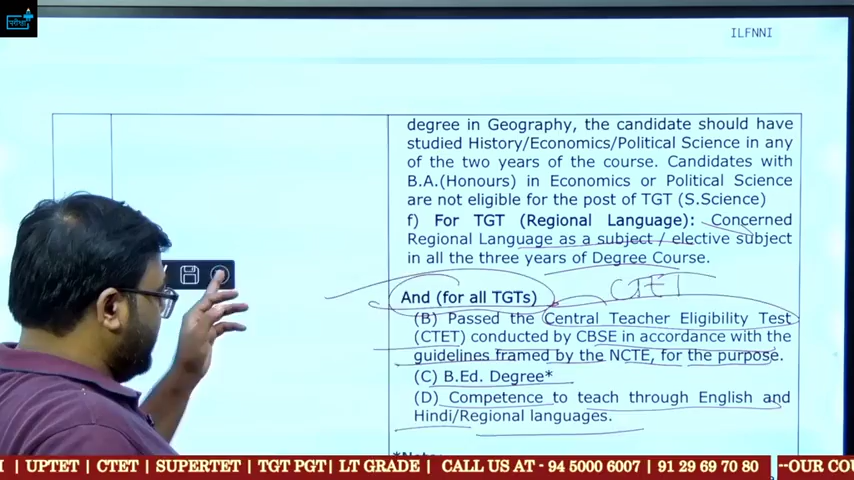 परीक्षा
ILFNNI
degree in Geography, the candidate should have
studied History/Economics/Political Science in any
of the two years of the course. Candidates with
B.A.(Honours) in Economics or Political Science
are not eligible for the post of TGT (S.Science)
f) For TGT (Regional Language): Concerned
Regional Language as a subject / elective subject
in all the three years of Degree Course.
CTET
And (for all TGTs)
(B) Passed the Central Teacher Eligibility Test
(CTET) conducted by CBSE in accordance with the
guidelines framed by the NCTE, for the purpose.
(C) B.Ed. Degree*
(D) Competence to teach through English and
Hindi/Regional languages.
| UPTET | CTET | SUPERTET | TGT PGT| LT GRADE | CALL US AT - 94 5000 6007 | 91 29 69 70 80 --OUR COU